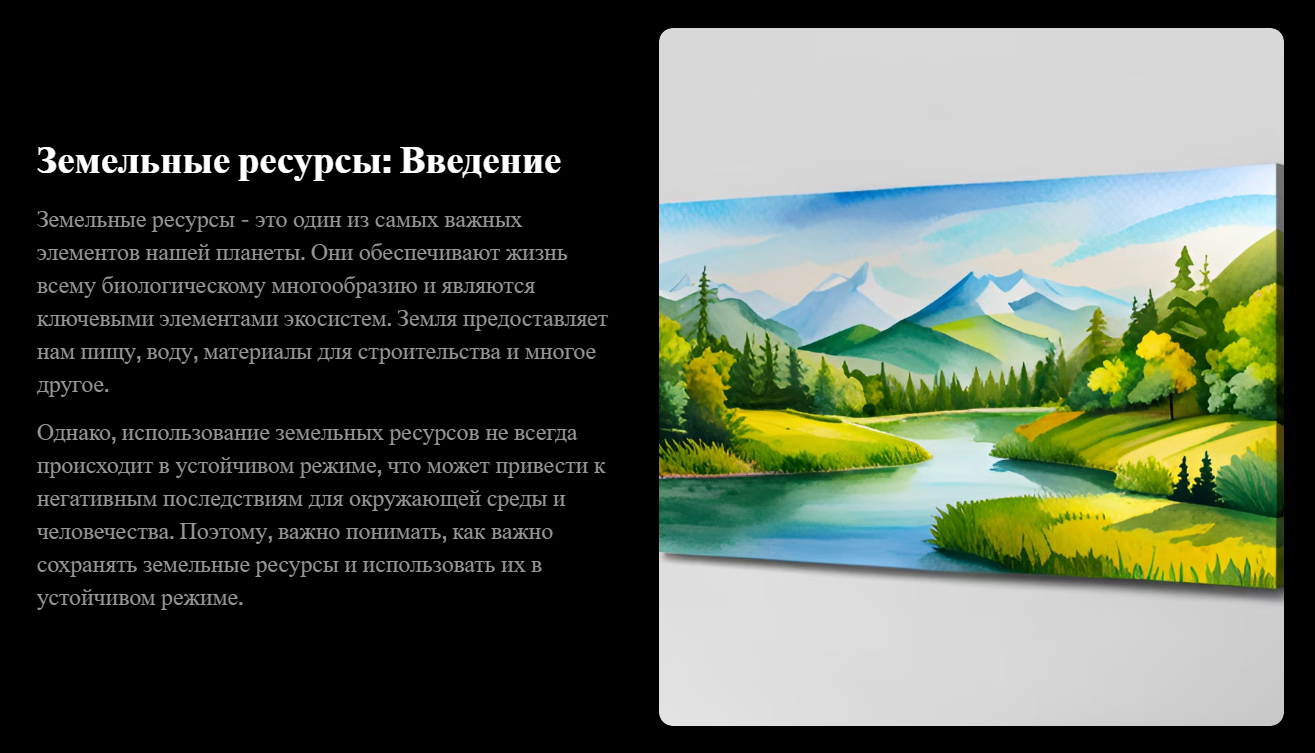 Земельные ресурсы: Введение
Земельные ресурсы - это один из самых важных
элементов нашей планеты. Они обеспечивают жизнь
всему биологическому многообразию и являются
ключевыми элементами экосистем. Земля предоставляет
нам пищу, воду, материалы для строительства и многое
другое.
Однако, использование земельных ресурсов не всегда
происходит в устойчивом режиме, что может привести к
негативным последствиям для окружающей среды и
человечества. Поэтому, важно понимать, как важно
сохранять земельные ресурсы и использовать их в
устойчивом режиме.